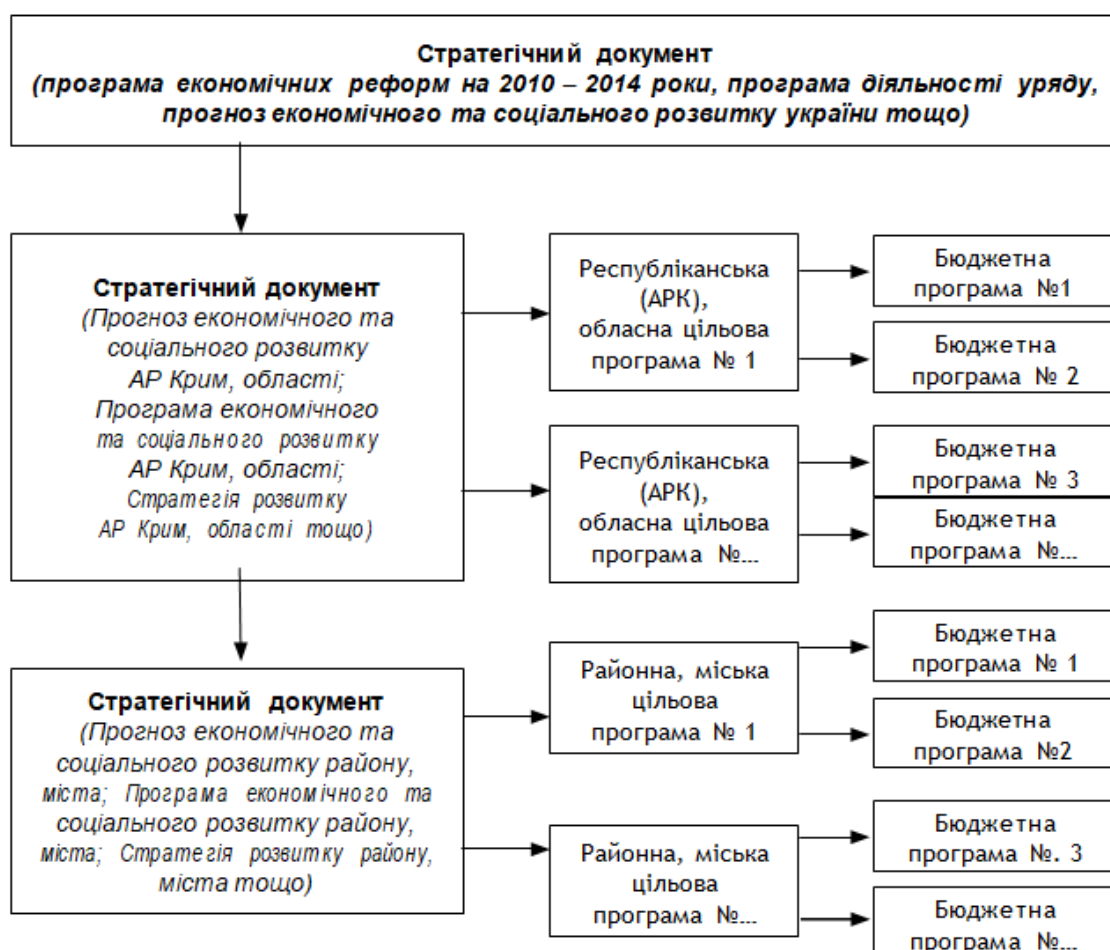 Стратегічний документ
(програма економічних реформ на 2010 – 2014 роки, програма діяльності уряду,
прогноз економічного та соціального розвитку україни тощо)
Стратегічний документ
(Прогноз економічного та
соціального розвитку
АР Крим, області;
Програма економічного
та соціального розвитку
АР Крим, області;
Стратегія розвитку
АР Крим, області тощо)
Республіканська
(АРК),
обласна цільова
програма № 1
Бюджетна
програма №1
Бюджетна
програма № 2
Республіканська
(АРК),
обласна цільова
програма №...
Бюджетна
програма № 3
Бюджетна
програма №...
Стратегічний документ
(Прогноз економічного та
соціального розвитку району,
міста; Програма економічного та
соціального розвитку району,
міста; Стратегія розвитку району,
міста тощо)
Районна, міська
цільова
програма № 1
Бюджетна
програма № 1
Бюджетна
програма №2
Районна, міська
цільова
програма №...
Бюджетна
програма №. 3
Бюджетна
програма №...